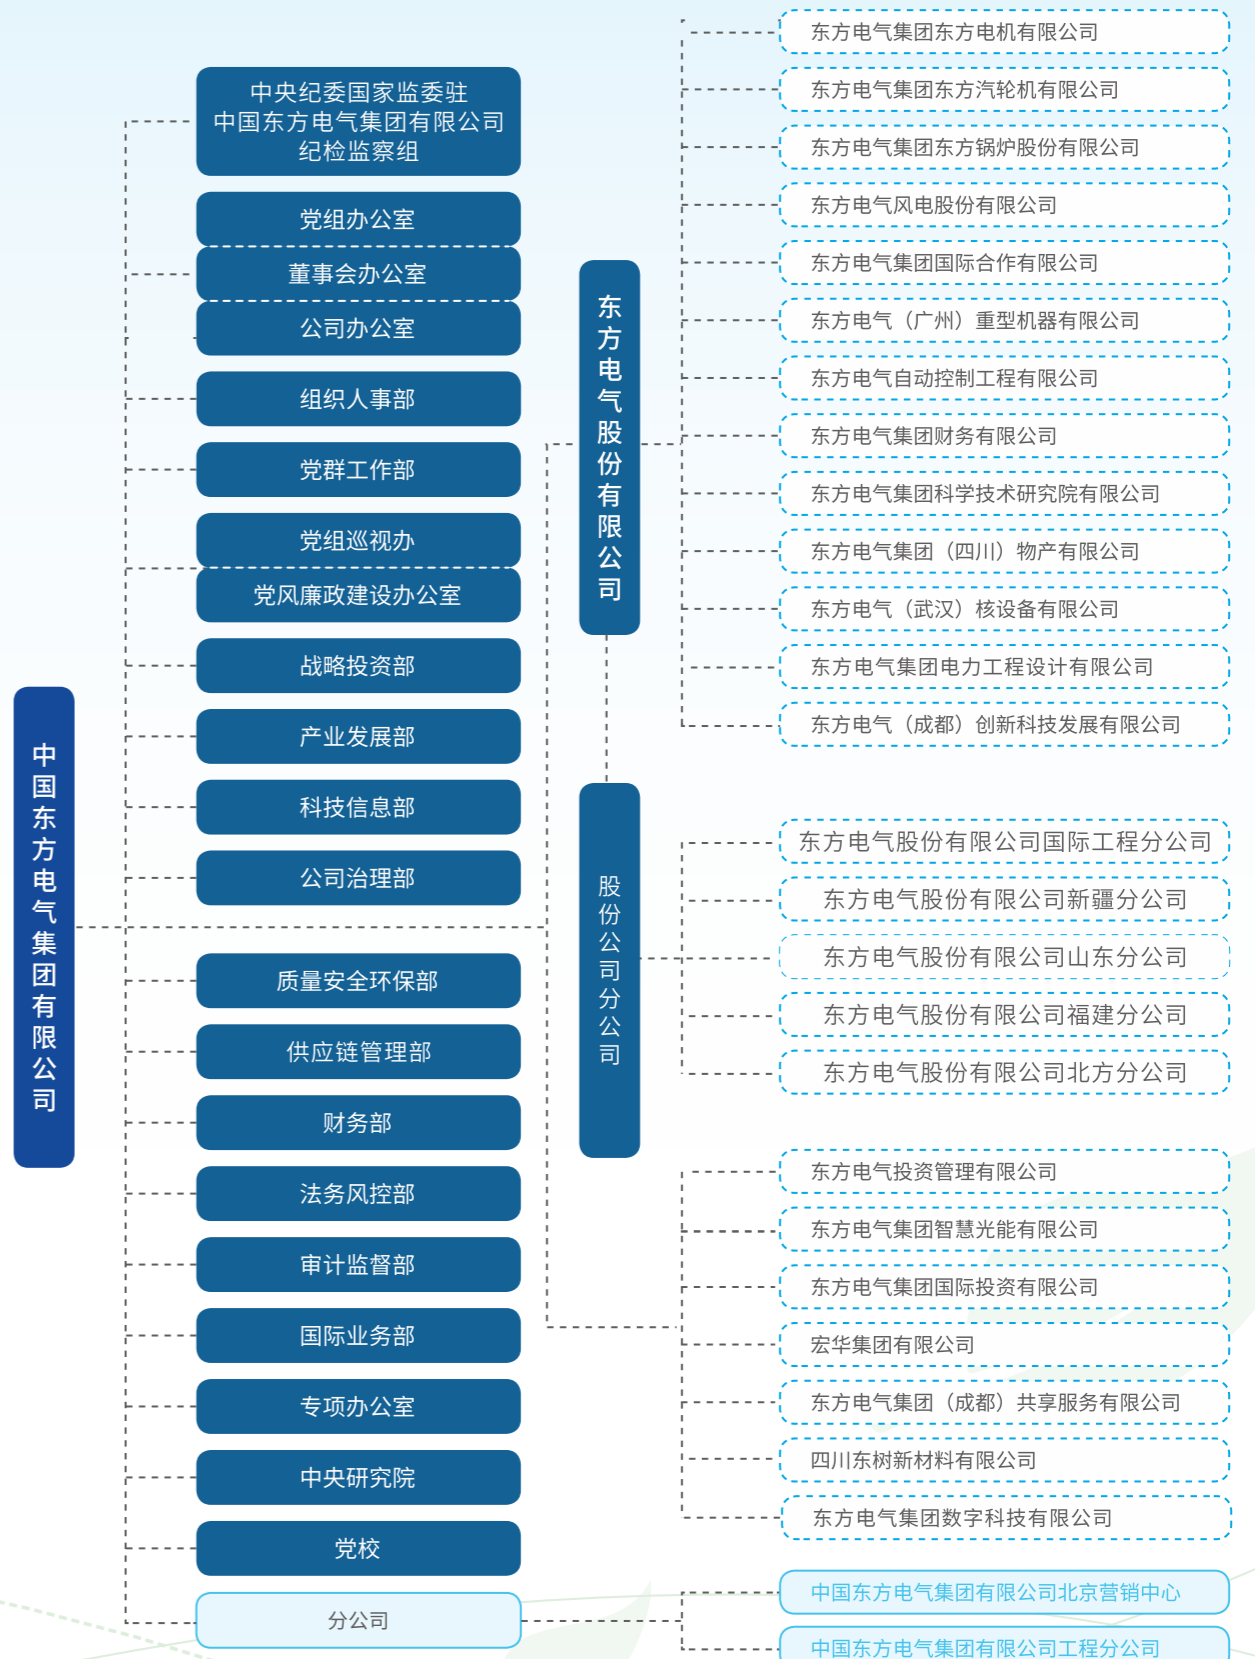 中国东方电气集团有限公司
中央纪委国家监委驻
中国东方电气集团有限公司
纪检监察组
党组办公室
董事会办公室
公司办公室
组织人事部
党群工作部
党组巡视办
党风廉政建设办公室
战略投资部
产业发展部
科技信息部
公司治理部
质量安全环保部
供应链管理部
财务部
法务风控部
审计监督部
国际业务部
专项办公室
中央研究院
党校
分公司
东方电气股份有限公司
东方电气集团东方电机有限公司
东方电气集团东方汽轮机有限公司
东方电气集团东方锅炉股份有限公司
东方电气风电股份有限公司
东方电气集团国际合作有限公司
东方电气（广州）重型机器有限公司
东方电气自动控制工程有限公司
东方电气集团财务有限公司
东方电气集团科学技术研究院有限公司
东方电气集团（四川）物产有限公司
东方电气（武汉）核设备有限公司
东方电气集团电力工程设计有限公司
东方电气（成都）创新科技发展有限公司
股份公司分公司
东方电气股份有限公司国际工程分公司
东方电气股份有限公司新疆分公司
东方电气股份有限公司山东分公司
东方电气股份有限公司福建分公司
东方电气股份有限公司北方分公司
东方电气投资管理有限公司
东方电气集团智慧光能有限公司
东方电气集团国际投资有限公司
宏华集团有限公司
东方电气集团（成都）共享服务有限公司
四川东树新材料有限公司
东方电气集团数字科技有限公司
中国东方电气集团有限公司北京营销中心
中国东方电气集团有限公司工程分公司